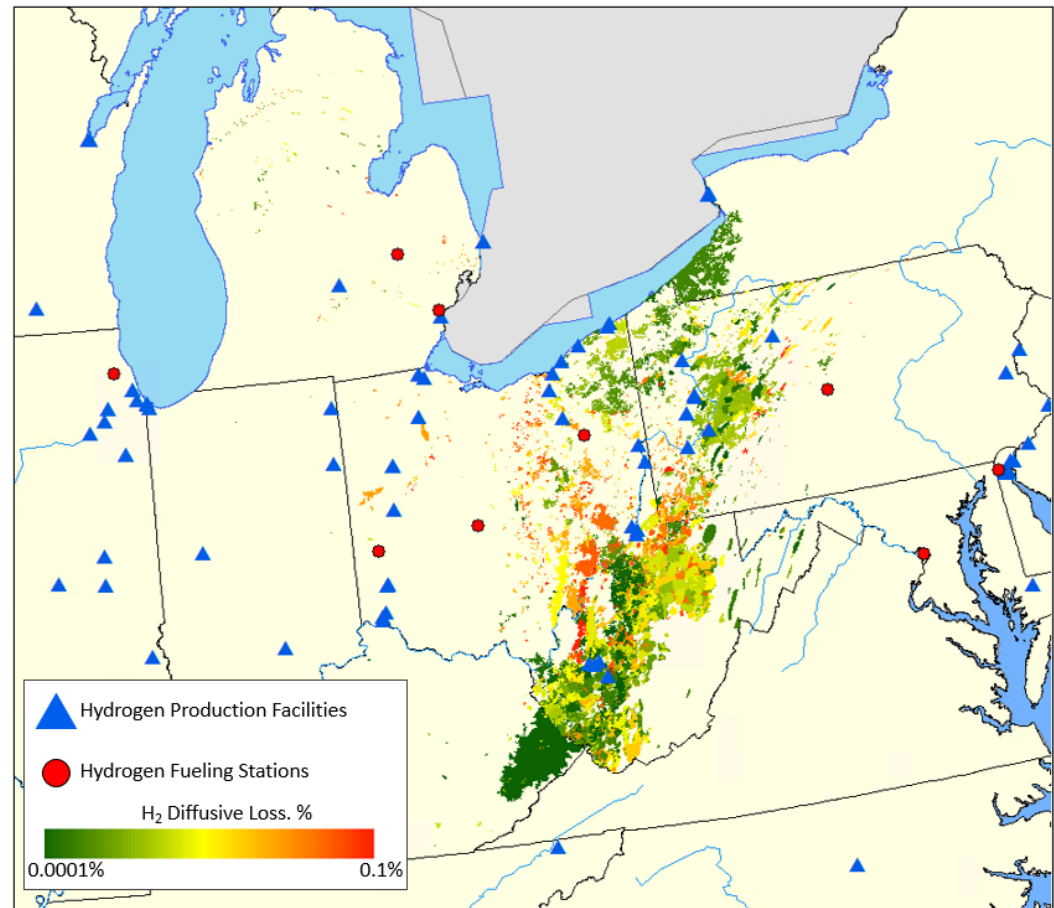 Hydrogen Production Facilities
Hydrogen Fueling Stations
H₂ Diffusive Loss. %
0.0001%
0.1%